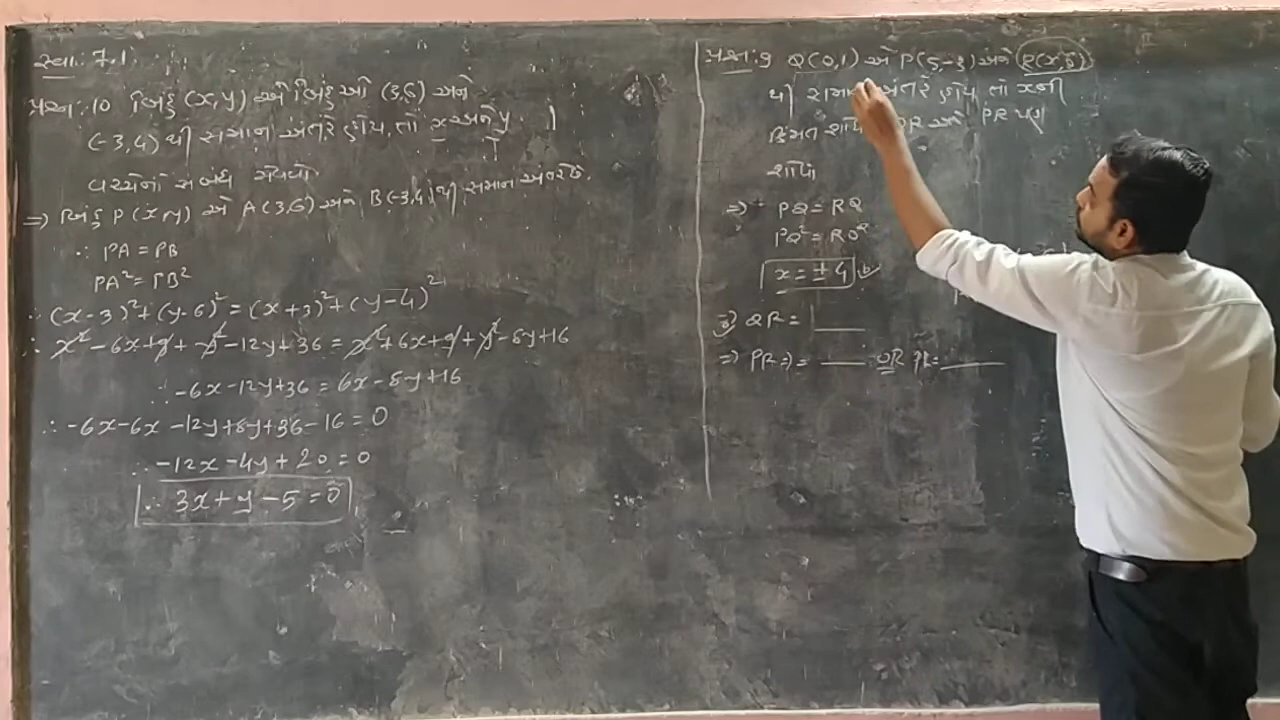 સ્વા: 7.1
પ્રશ્ન: 10 બિંદુ (x,y) એ બિંદુઓ (3,6) અને
(-3,4) થી સમાન અંતરે હોય, તો x અને y
વચ્ચેનો સંબંધ મેળવો
⇒ બિંદુ P(x,y) એ A(3,6) અને B(-3,4) થી સમાન અંતરે છે.
∴ PA = PB
PA² = PB²
∴ (x-3)²+(y-6)² = (x+3)²+(y-4)²
∴ x²-6x+9+y²-12y+36 = x²+6x+9+y²-8y+16
∴ -6x-12y+36 = 6x-8y+16
∴ -6x-6x-12y+8y+36-16=0
∴ -12x-4y+20=0
∴ 3x+y-5=0
પ્રશ્ન: 9 Q(0,1) એ P(5,-3) અને R(x,6)
થી સમાન અંતરે હોય, તો x ની
કિંમત શોધો QR અને PR પણ
શોધો
⇒ PQ = RQ
PQ² = RQ²
x = ±4
⇒ QR =
⇒ PR ⇒ = OR PR =